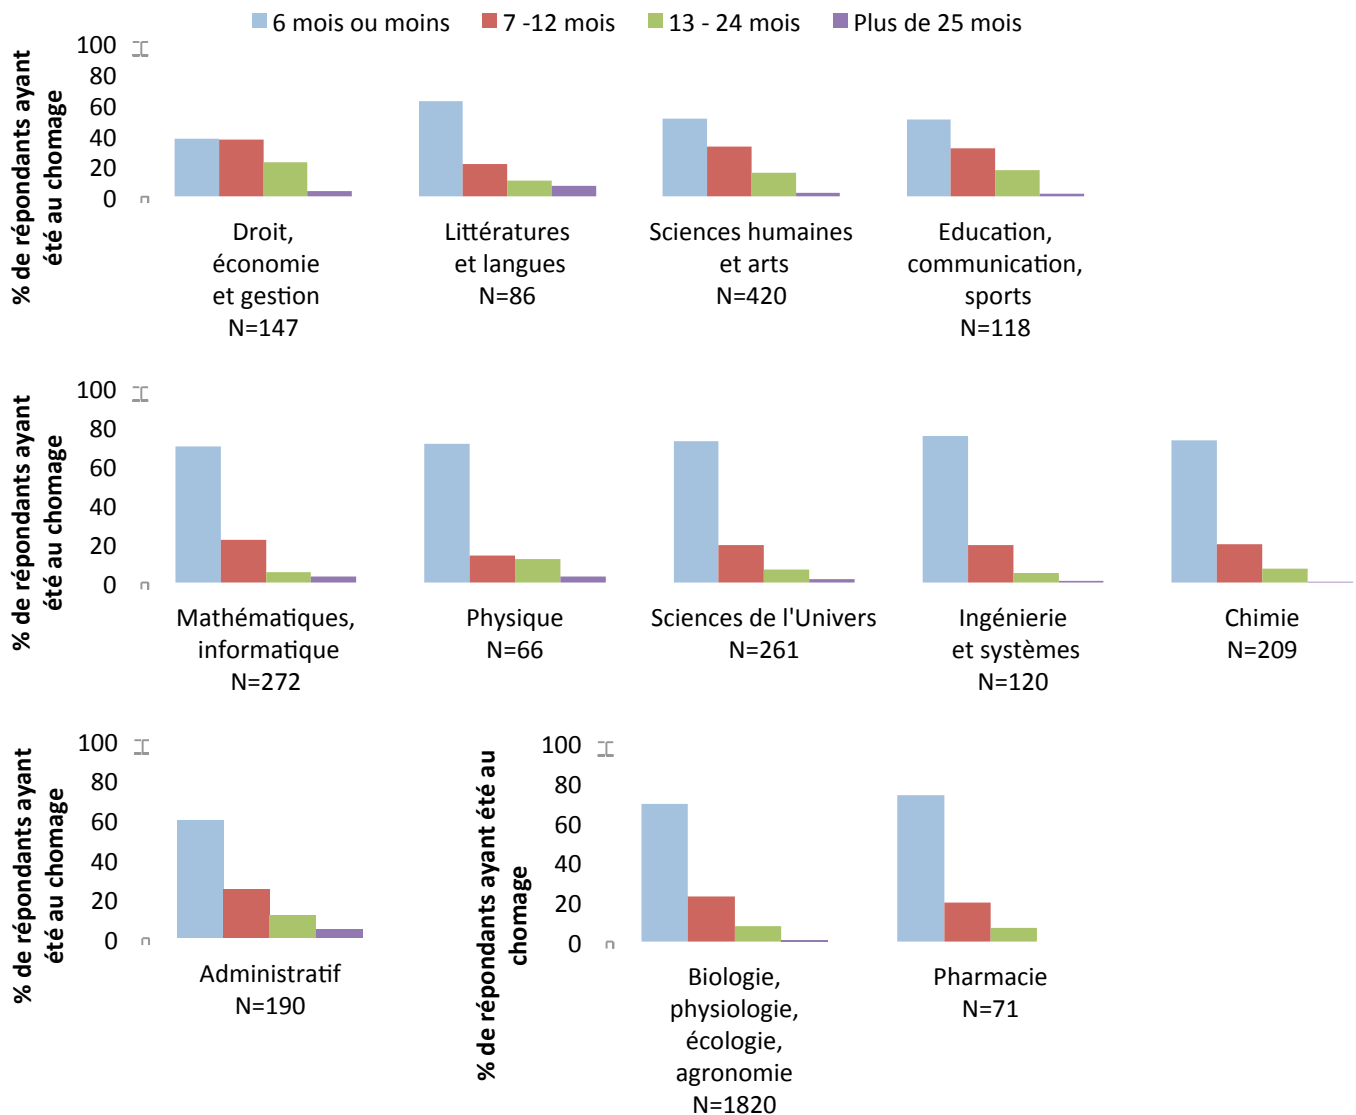 6 mois ou moins 7 -12 mois 13 - 24 mois Plus de 25 mois
% de répondants ayant
été au chomage
100
80
60
40
20
0
Droit,
économie
et gestion
N=147
Littératures
et langues
N=86
Sciences humaines
et arts
N=420
Education,
communication,
sports
N=118
% de répondants ayant
été au chomage
100
80
60
40
20
0
Mathématiques,
informatique
N=272
Physique
N=66
Sciences de l'Univers
N=261
Ingénierie
et systèmes
N=120
Chimie
N=209
% de répondants ayant
été au chomage
100
80
60
40
20
0
Administratif
N=190
% de répondants ayant été au
chomage
100
80
60
40
20
0
Biologie,
physiologie,
écologie,
agronomie
N=1820
Pharmacie
N=71